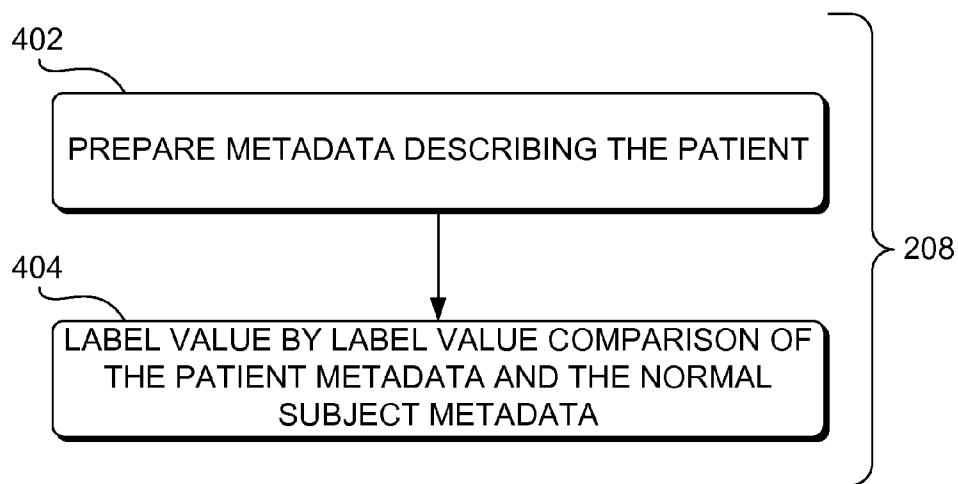 402
PREPARE METADATA DESCRIBING THE PATIENT
208
404
LABEL VALUE BY LABEL VALUE COMPARISON OF
THE PATIENT METADATA AND THE NORMAL
SUBJECT METADATA